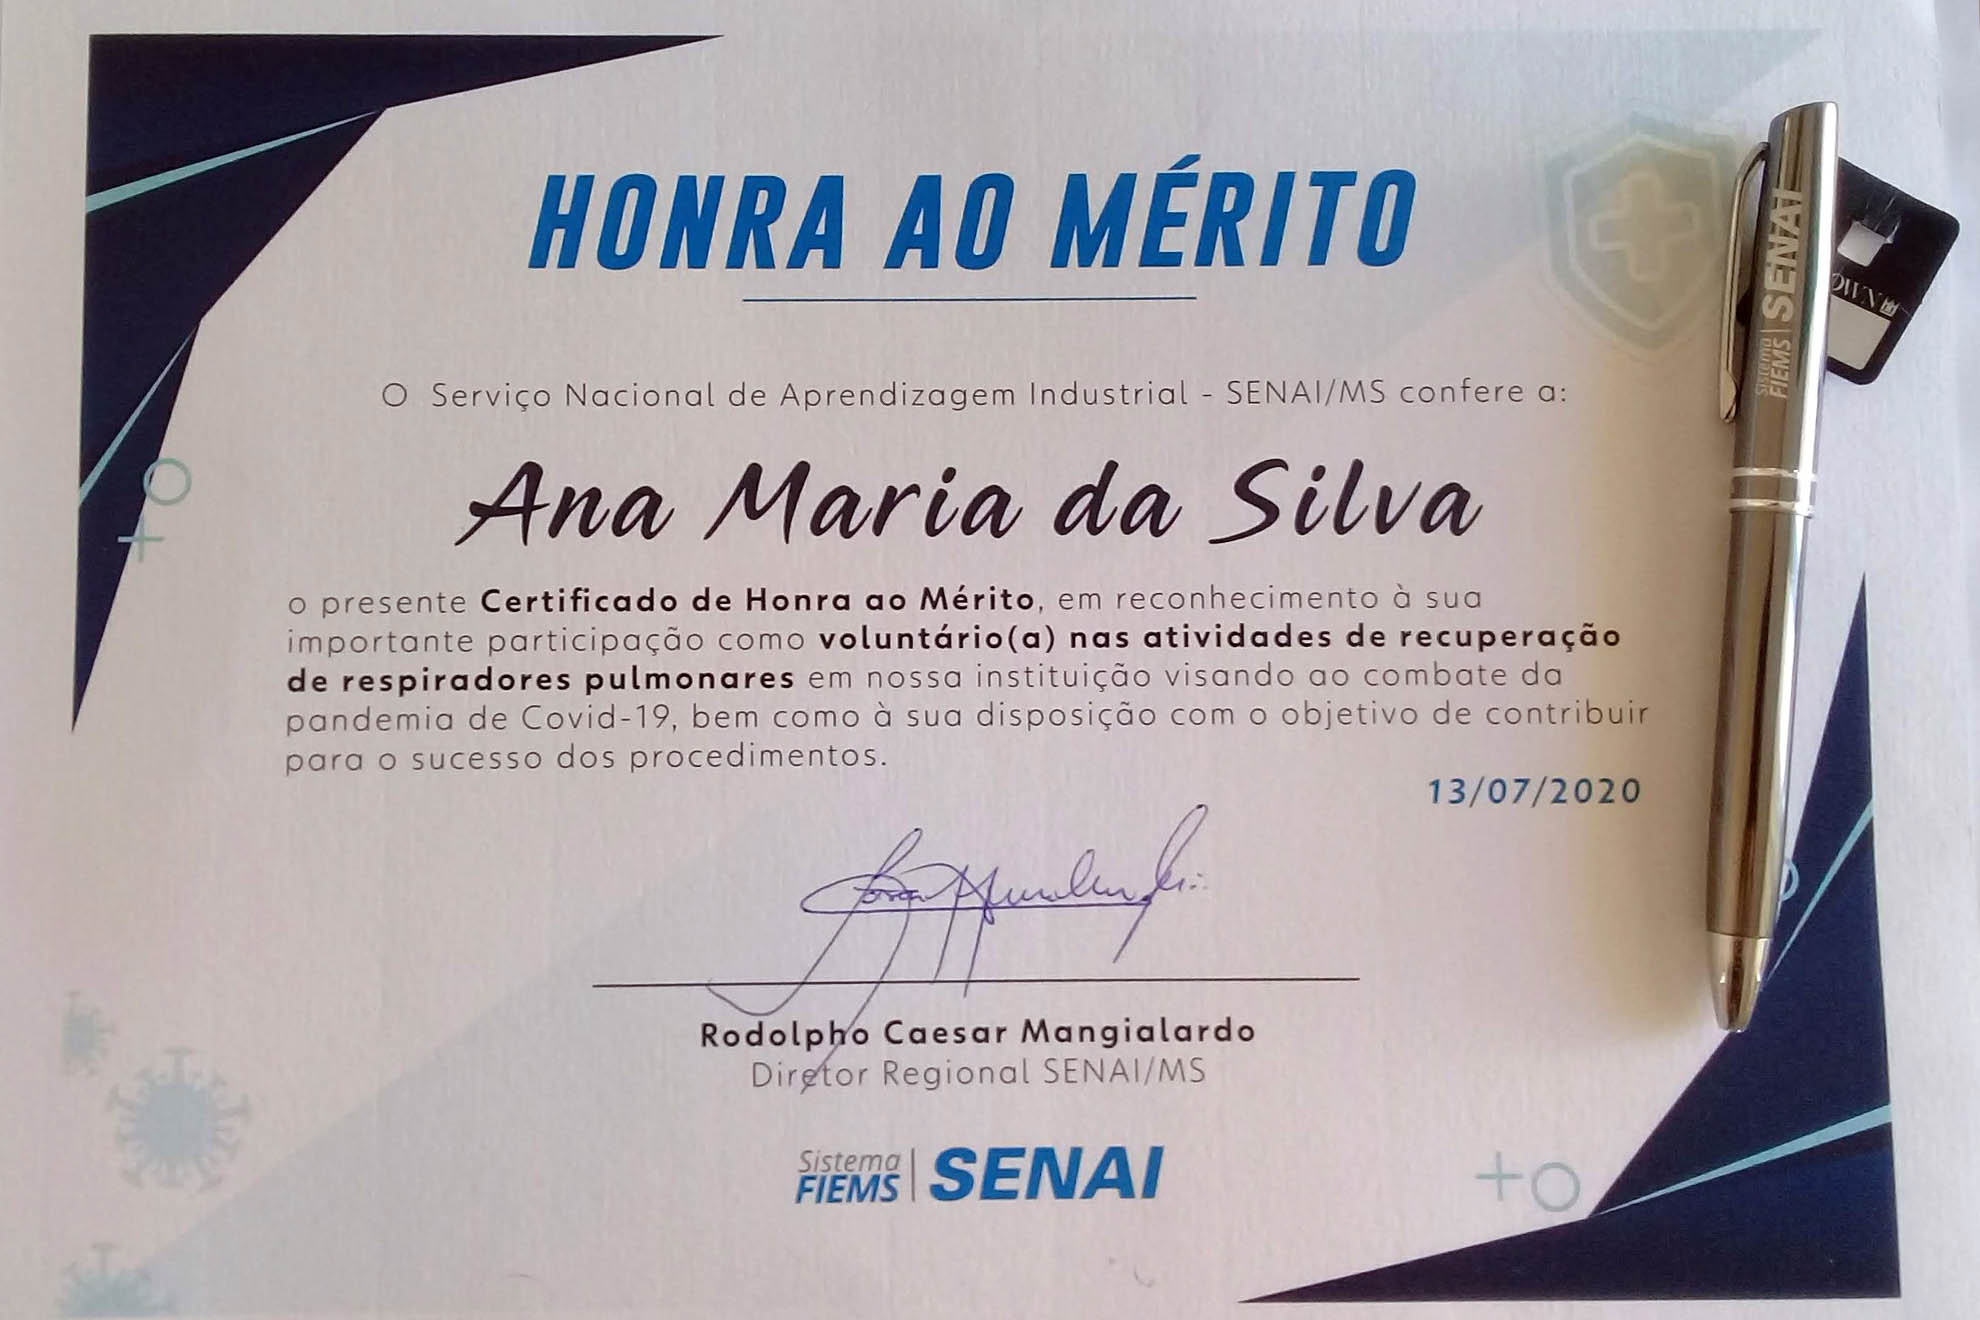 HONRA AO MÉRITO
O Serviço Nacional de Aprendizagem Industrial - SENAI/MS confere a:
Ana Maria da Silva
o presente Certificado de Honra ao Mérito, em reconhecimento à sua
importante participação como voluntário(a) nas atividades de recuperação
de respiradores pulmonares em nossa instituição visando ao combate da
pandemia de Covid-19, bem como à sua disposição com o objetivo de contribuir
para o sucesso dos procedimentos.
13/07/2020
Rodolpho Caesar Mangialardo
Diretor Regional SENAI/MS
Sistema FIEMS SENAI
Sistema FIEMS SENAI